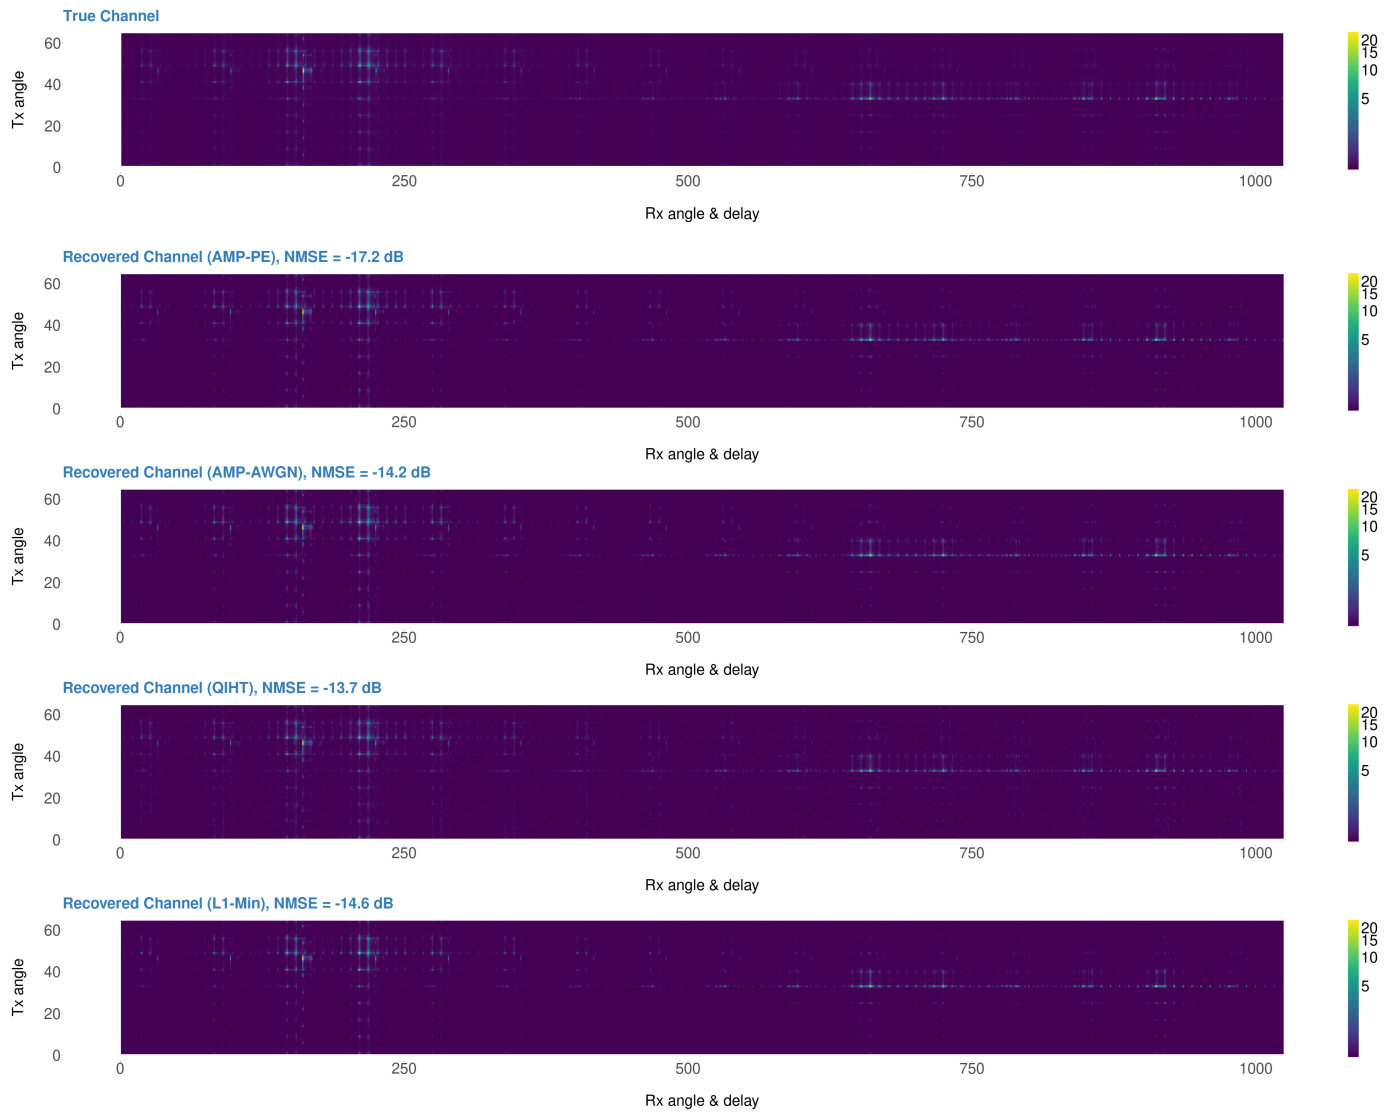 True Channel
60
40
20
0
Tx angle
0 250 500 750 1000
Rx angle & delay
20
15
10
5
Recovered Channel (AMP-PE), NMSE = -17.2 dB
60
40
20
0
Tx angle
0 250 500 750 1000
Rx angle & delay
20
15
10
5
Recovered Channel (AMP-AWGN), NMSE = -14.2 dB
60
40
20
0
Tx angle
0 250 500 750 1000
Rx angle & delay
20
15
10
5
Recovered Channel (QIHT), NMSE = -13.7 dB
60
40
20
0
Tx angle
0 250 500 750 1000
Rx angle & delay
20
15
10
5
Recovered Channel (L1-Min), NMSE = -14.6 dB
60
40
20
0
Tx angle
0 250 500 750 1000
Rx angle & delay
20
15
10
5